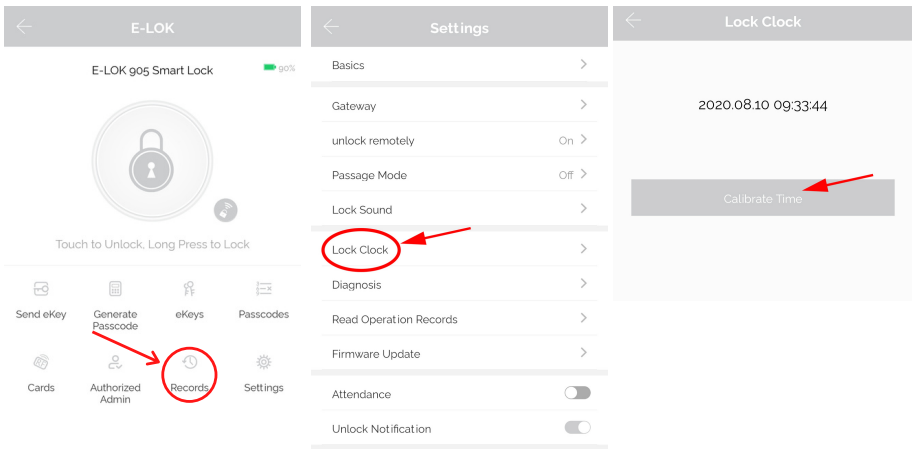 E-LOK
E-LOK 905 Smart Lock
90%
Touch to Unlock, Long Press to Lock
Send eKey
Generate
Passcode
eKeys
Passcodes
Cards
Authorized
Admin
Records
Settings
Settings
Basics
Gateway
unlock remotely On
Passage Mode Off
Lock Sound
Lock Clock
Diagnosis
Read Operation Records
Firmware Update
Attendance
Unlock Notification
Lock Clock
2020.08.10 09:33:44
Calibrate Time